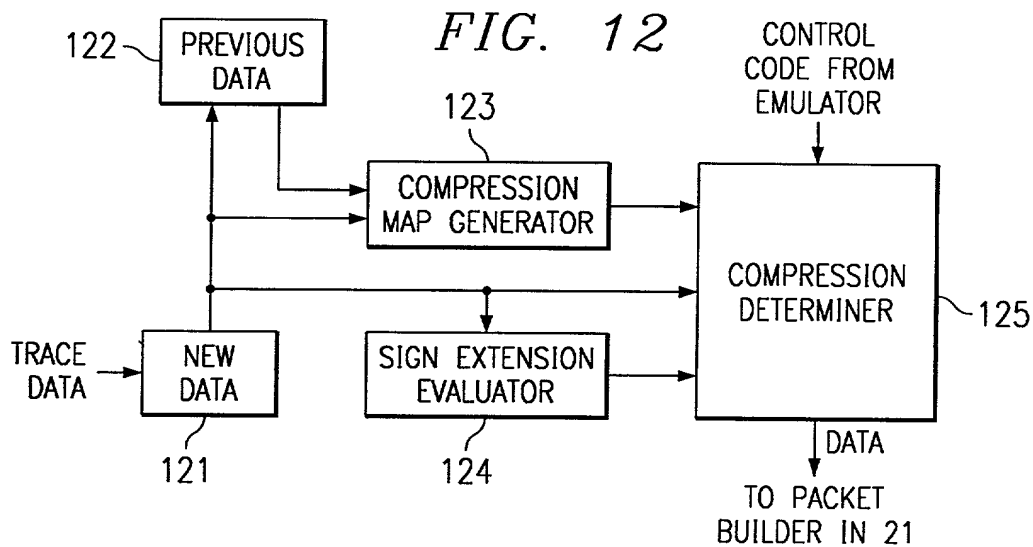 FIG. 12
122
PREVIOUS
DATA
CONTROL
CODE FROM
EMULATOR
123
COMPRESSION
MAP GENERATOR
COMPRESSION
DETERMINER
125
TRACE
DATA
NEW
DATA
121
SIGN EXTENSION
EVALUATOR
124
DATA
TO PACKET
BUILDER IN 21